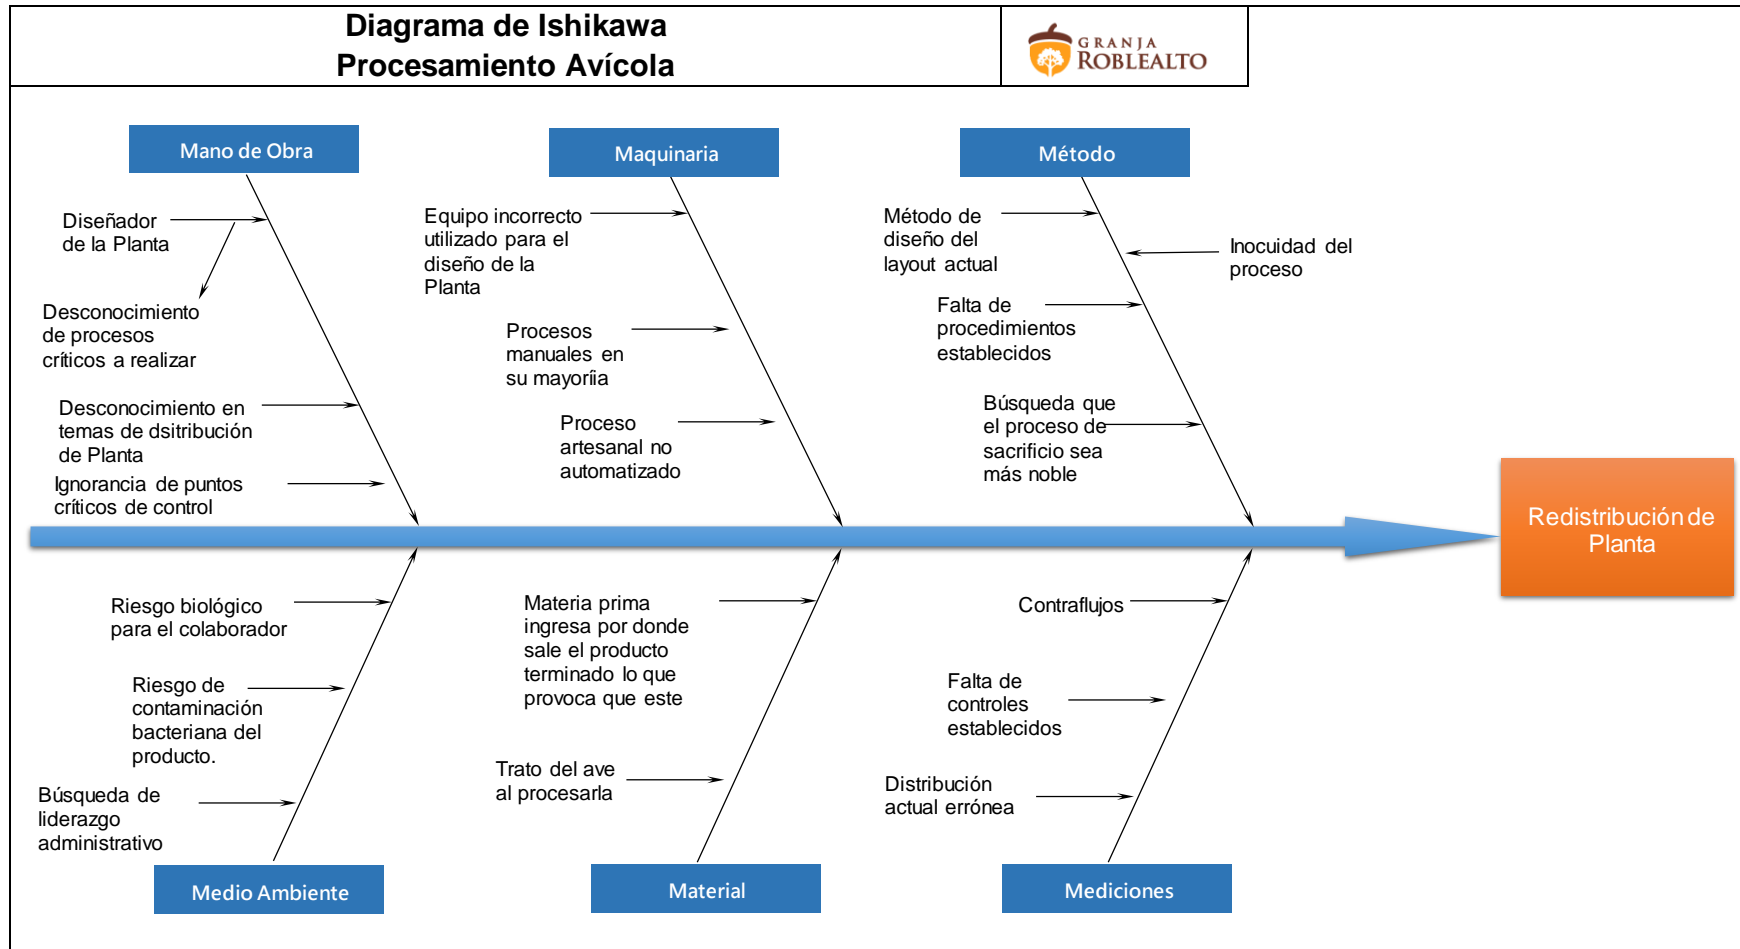 Diagrama de Ishikawa
Procesamiento Avícola
GRANJA
ROBLEALTO
Mano de Obra
Maquinaria
Método
Diseñador
de la Planta
Desconocimiento
de procesos
críticos a realizar
Desconocimiento en
temas de dsitribución
de Planta
Ignorancia de puntos
críticos de control
Equipo incorrecto
utilizado para el
diseño de la
Planta
Procesos
manuales en
su mayoríia
Proceso
artesanal no
automatizado
Método de
diseño del
layout actual
Inocuidad del
proceso
Falta de
procedimientos
establecidos
Búsqueda que
el proceso de
sacrificio sea
más noble
Redistribución de
Planta
Riesgo biológico
para el colaborador
Riesgo de
contaminación
bacteriana del
producto.
Búsqueda de
liderazgo
administrativo
Materia prima
ingresa por donde
sale el producto
terminado lo que
provoca que este
Trato del ave
al procesarla
Contraflujos
Falta de
controles
establecidos
Distribución
actual errónea
Medio Ambiente
Material
Mediciones